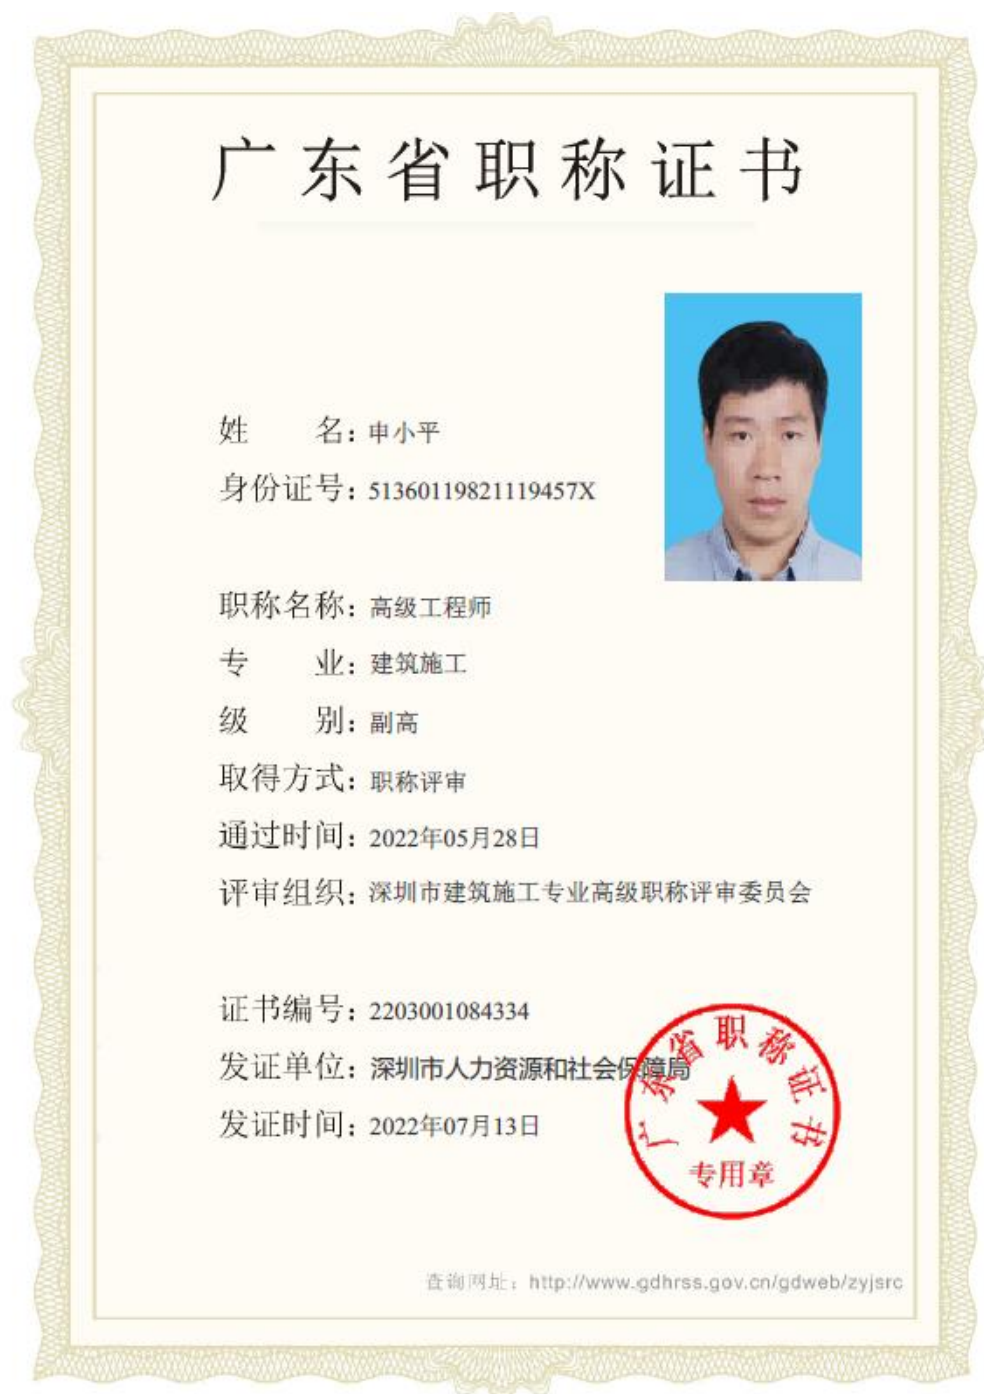 广东省职称证书
姓 名：申小平
身份证号：51360119821119457X
职称名称：高级工程师
专 业：建筑施工
级 别：副高
取得方式：职称评审
通过时间：2022年05月28日
评审组织：深圳市建筑施工专业高级职称评审委员会
证书编号：2203001084334
发证单位：深圳市人力资源和社会保障局
发证时间：2022年07月13日
广东省职称证书
专用章
查询网址：http://www.gdhrss.gov.cn/gdweb/zyjsrc